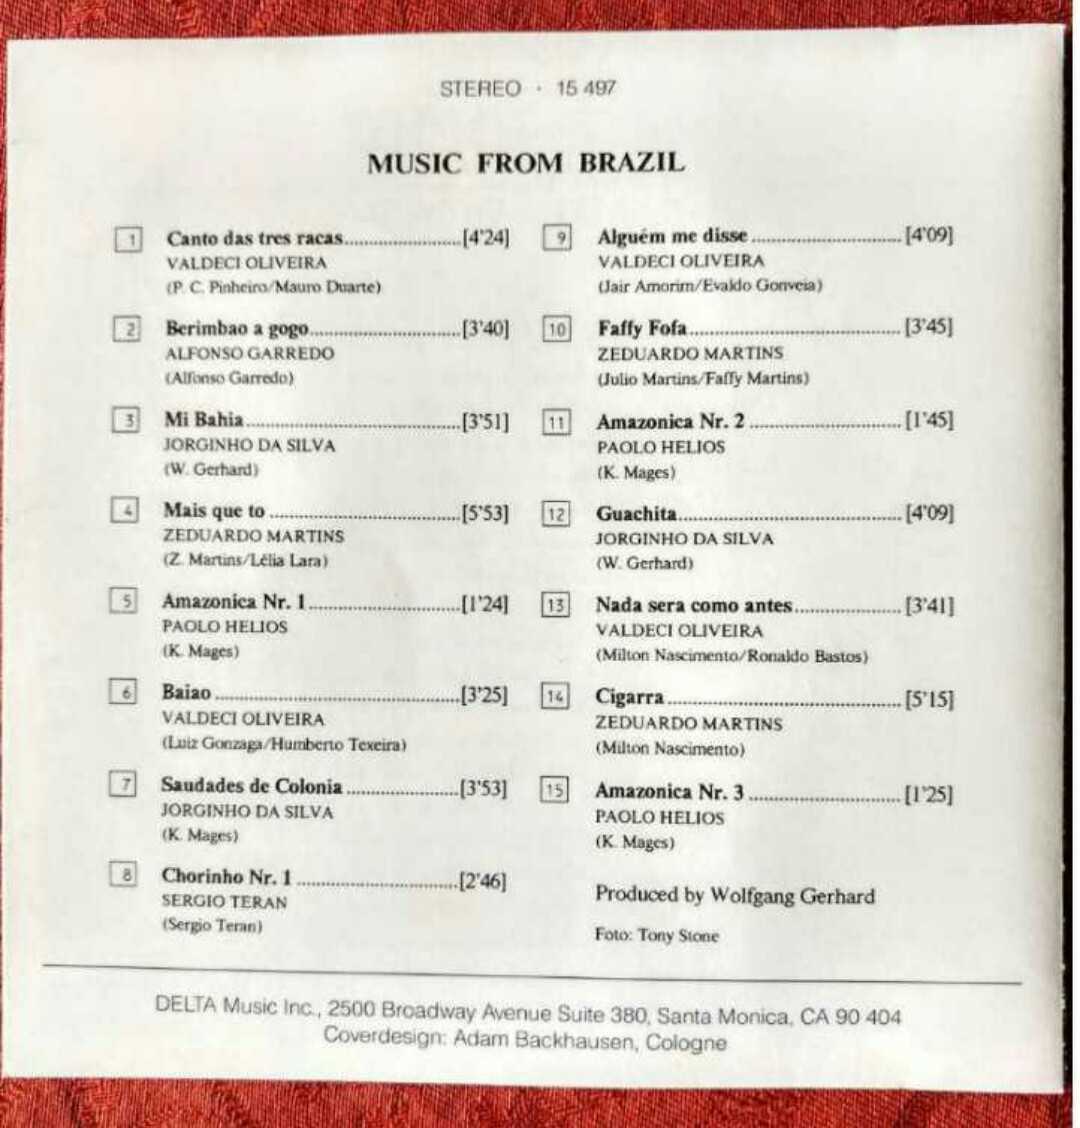 STEREO · 15 497
MUSIC FROM BRAZIL
1 Canto das tres racas......................[4'24]
VALDECI OLIVEIRA
(P. C. Pinheiro/Mauro Duarte)
2 Berimbao a gogo............................[3'40]
ALFONSO GARREDO
(Alfonso Garredo)
3 Mi Bahia............................................[3'51]
JORGINHO DA SILVA
(W. Gerhard)
4 Mais que to ....................................[5'53]
ZEDUARDO MARTINS
(Z. Martins/Lélia Lara)
5 Amazonica Nr. 1............................[1'24]
PAOLO HELIOS
(K. Mages)
6 Baiao ..............................................[3'25]
VALDECI OLIVEIRA
(Luiz Gonzaga/Humberto Texeira)
7 Saudades de Colonia .....................[3'53]
JORGINHO DA SILVA
(K. Mages)
8 Chorinho Nr. 1 ..............................[2'46]
SERGIO TERAN
(Sergio Teran)
9 Alguém me disse ............................[4'09]
VALDECI OLIVEIRA
(Jair Amorim/Evaldo Gonveia)
10 Faffy Fofa........................................[3'45]
ZEDUARDO MARTINS
(Julio Martins/Faffy Martins)
11 Amazonica Nr. 2 ............................[1'45]
PAOLO HELIOS
(K. Mages)
12 Guachita..........................................[4'09]
JORGINHO DA SILVA
(W. Gerhard)
13 Nada sera como antes....................[3'41]
VALDECI OLIVEIRA
(Milton Nascimento/Ronaldo Bastos)
14 Cigarra............................................[5'15]
ZEDUARDO MARTINS
(Milton Nascimento)
15 Amazonica Nr. 3 ............................[1'25]
PAOLO HELIOS
(K. Mages)
Produced by Wolfgang Gerhard
Foto: Tony Stone
DELTA Music Inc., 2500 Broadway Avenue Suite 380, Santa Monica, CA 90 404
Coverdesign: Adam Backhausen, Cologne